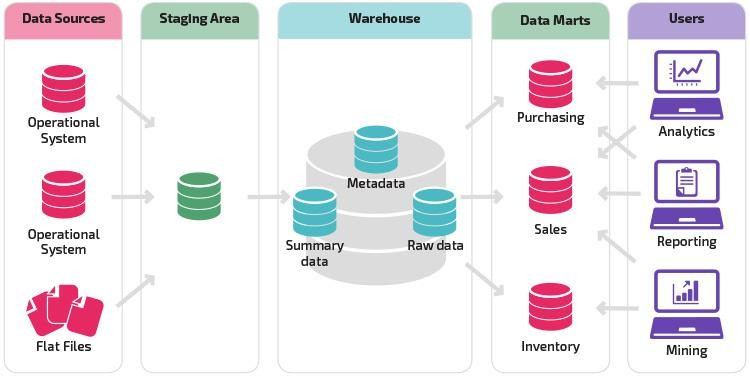 Data Sources
Staging Area
Warehouse
Data Marts
Users
Operational
System
Operational
System
Flat Files
Metadata
Summary
data
Raw data
Purchasing
Sales
Inventory
Analytics
Reporting
Mining